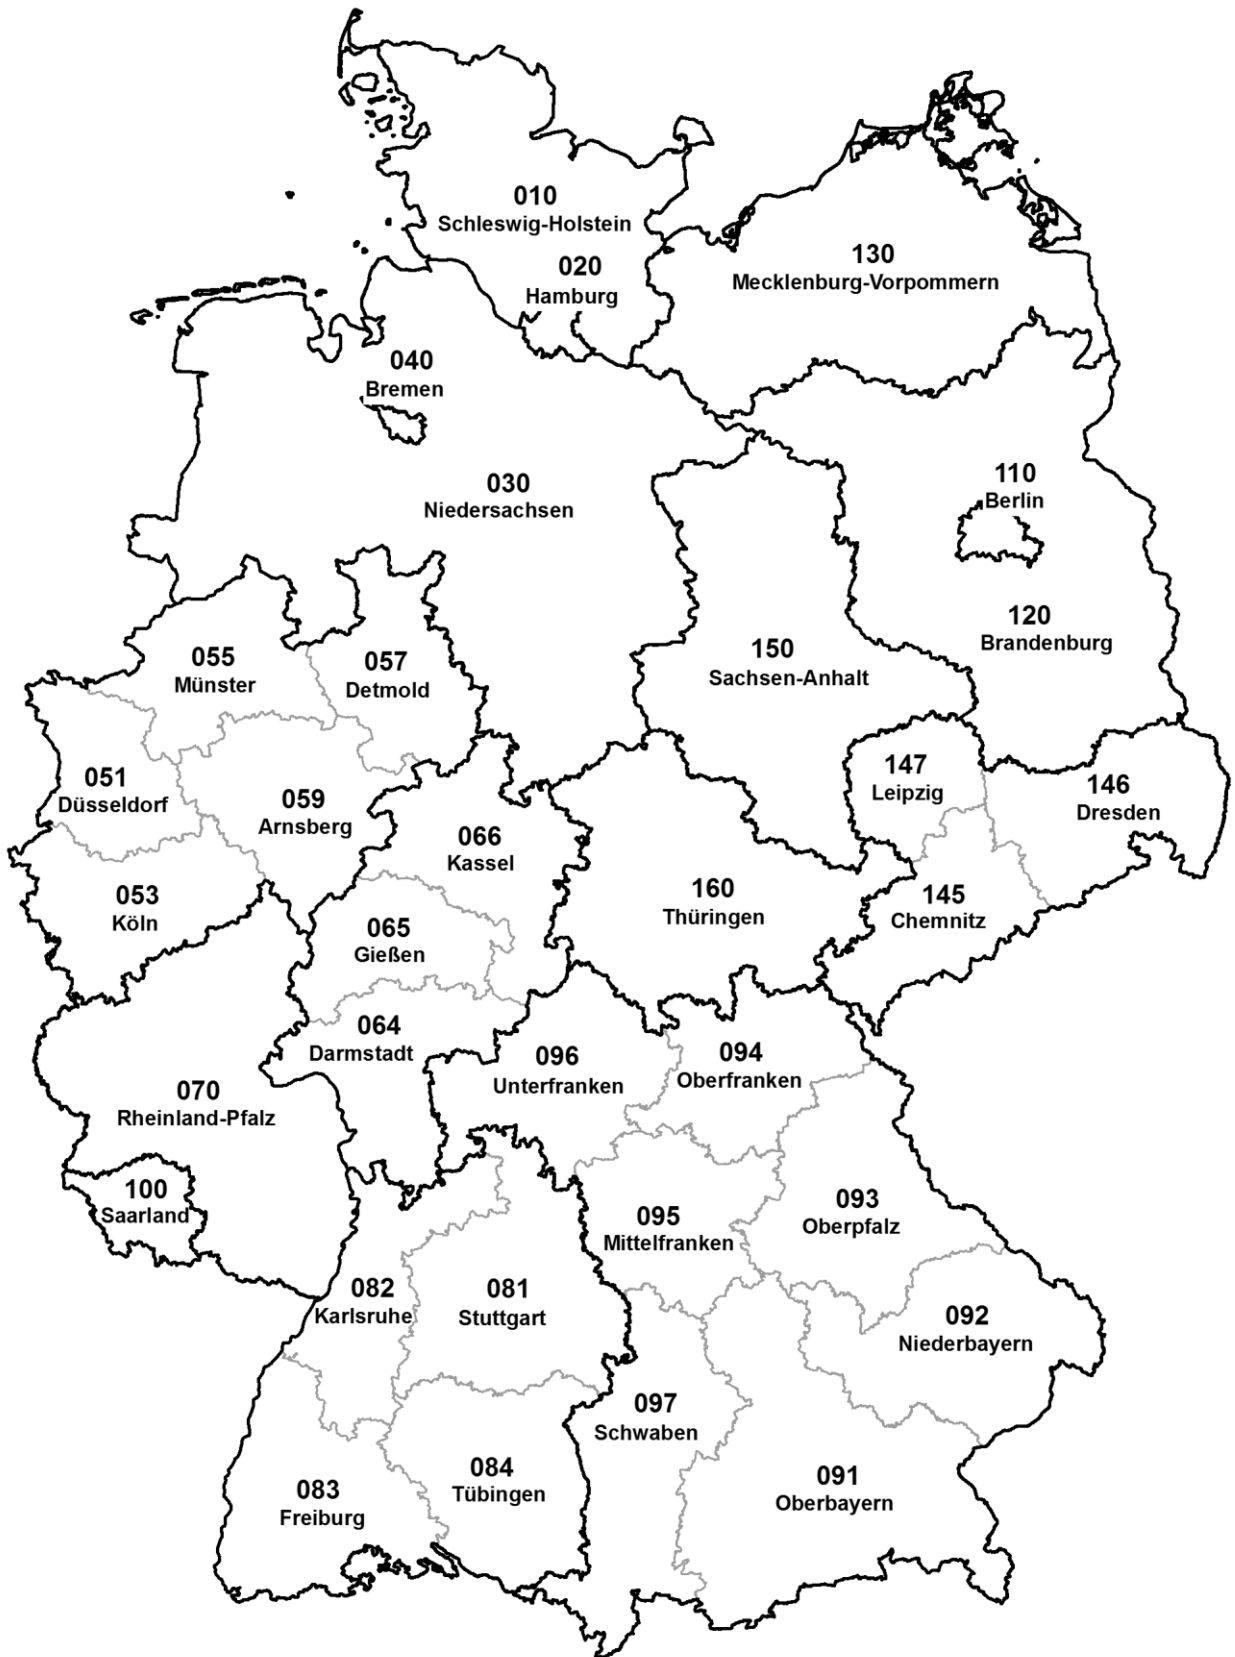 010
Schleswig-Holstein
020
Hamburg
130
Mecklenburg-Vorpommern
040
Bremen
030
Niedersachsen
110
Berlin
120
Brandenburg
150
Sachsen-Anhalt
055
Münster
057
Detmold
051
Düsseldorf
059
Arnsberg
066
Kassel
147
Leipzig
146
Dresden
053
Köln
065
Gießen
160
Thüringen
145
Chemnitz
064
Darmstadt
096
Unterfranken
094
Oberfranken
070
Rheinland-Pfalz
100
Saarland
095
Mittelfranken
093
Oberpfalz
082
Karlsruhe
081
Stuttgart
092
Niederbayern
097
Schwaben
083
Freiburg
084
Tübingen
091
Oberbayern